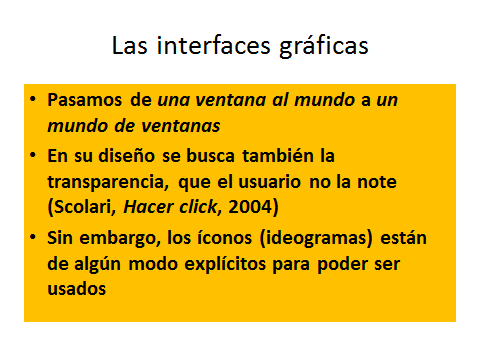 Las interfaces gráficas
• Pasamos de una ventana al mundo a un
mundo de ventanas
• En su diseño se busca también la
transparencia, que el usuario no la note
(Scolari, Hacer click, 2004)
• Sin embargo, los íconos (ideogramas) están
de algún modo explícitos para poder ser
usados